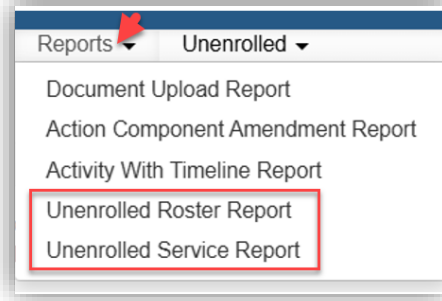 Reports Unenrolled
Document Upload Report
Action Component Amendment Report
Activity With Timeline Report
Unenrolled Roster Report
Unenrolled Service Report